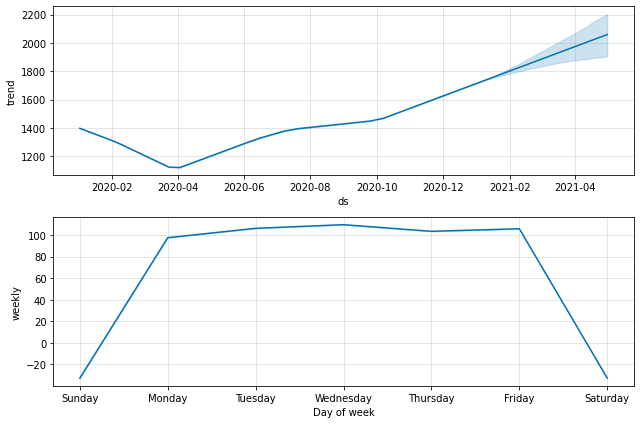 2200
2000
1800
1600
1400
1200
trend
2020-02 2020-04 2020-06 2020-08 2020-10 2020-12 2021-02 2021-04
ds
100
80
60
40
20
0
−20
weekly
Sunday Monday Tuesday Wednesday Thursday Friday Saturday
Day of week